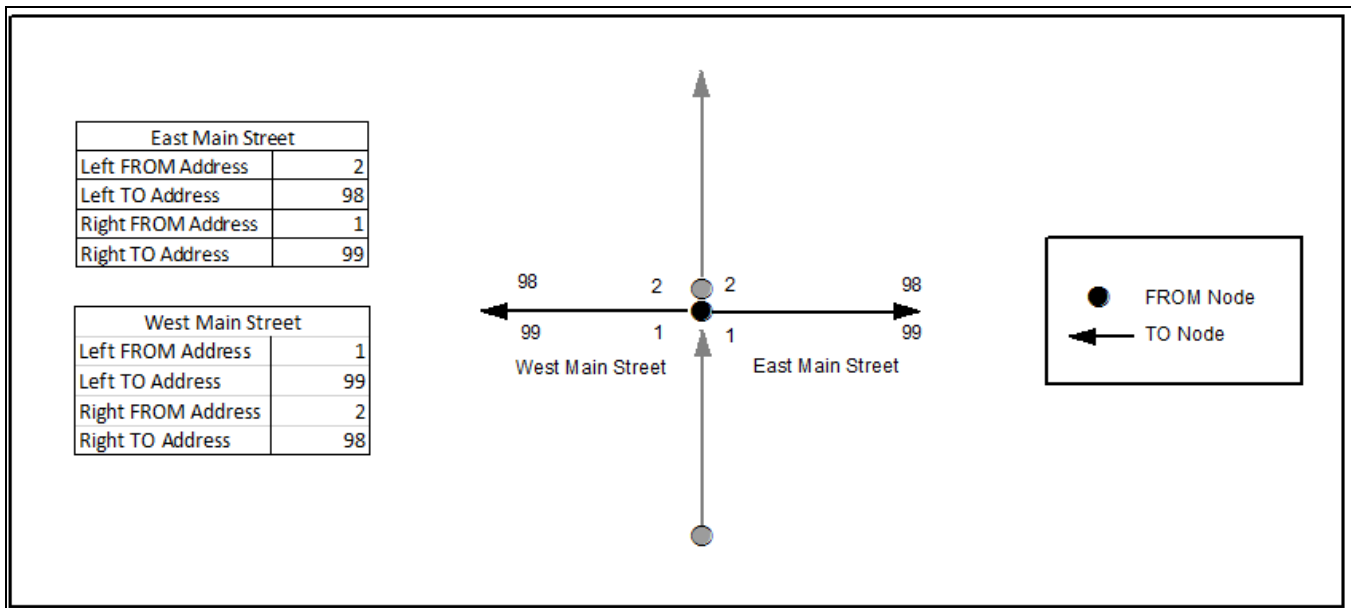 East Main Street
Left FROM Address 2
Left TO Address 98
Right FROM Address 1
Right TO Address 99
West Main Street
Left FROM Address 1
Left TO Address 99
Right FROM Address 2
Right TO Address 98
98 2 2 98
99 1 1 99
West Main Street East Main Street
FROM Node
TO Node